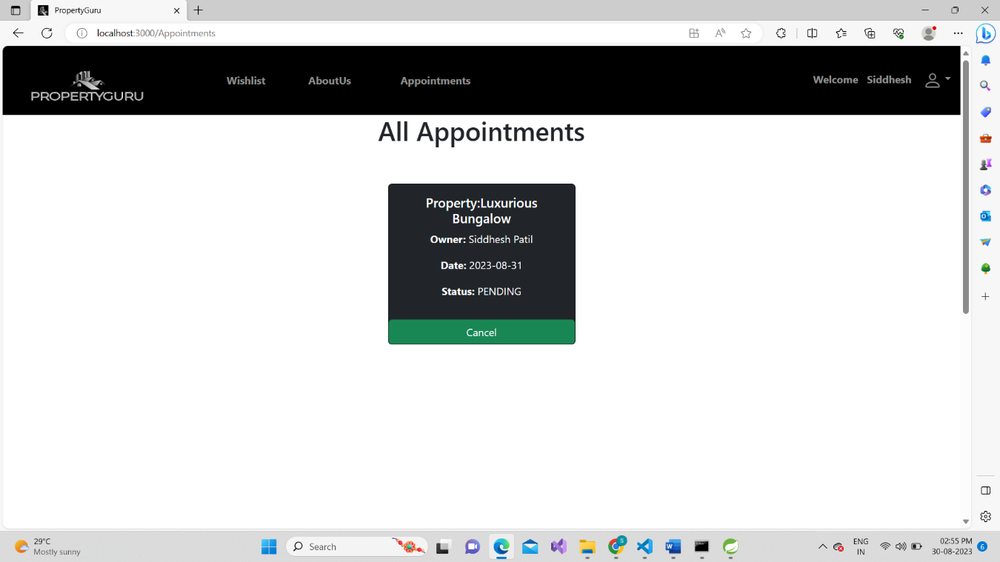 PropertyGuru
localhost:3000/Appointments
PROPERTYGURU
Wishlist
AboutUs
Appointments
Welcome Siddhesh
All Appointments
Property:Luxurious
Bungalow
Owner: Siddhesh Patil
Date: 2023-08-31
Status: PENDING
Cancel
29°C
Mostly sunny
Search
ENG
IN
02:55 PM
30-08-2023
6